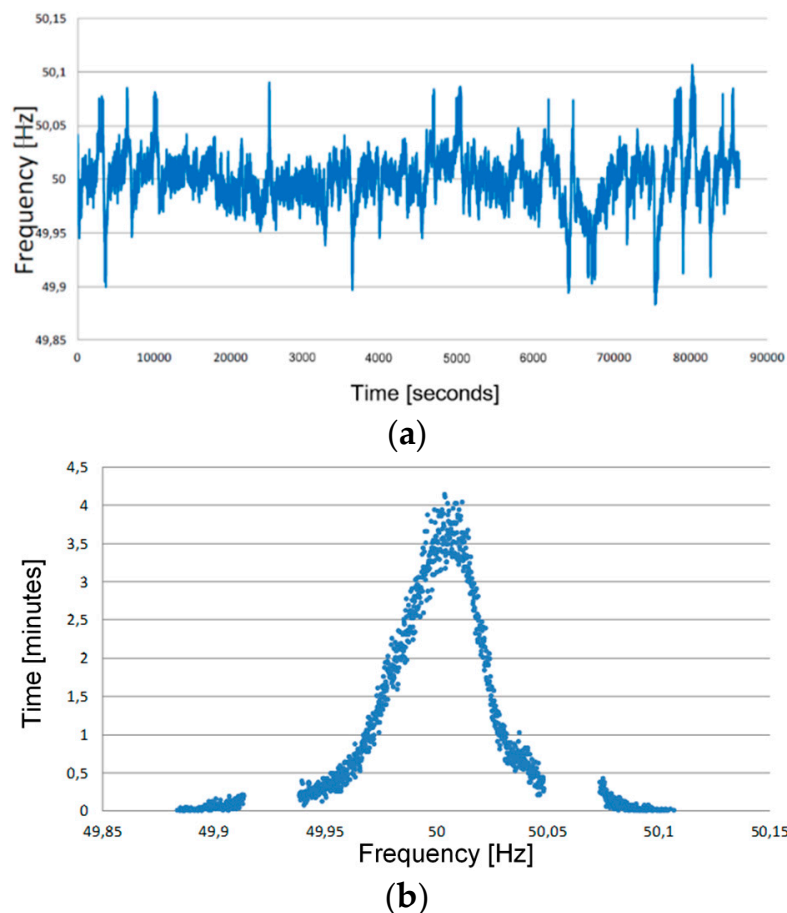 50,15
50,1
50,05
50
49,95
49,9
49,85
Frequency [Hz]
0 10000 20000 3000 4000 5000 6000 70000 80000 90000
Time [seconds]
(a)
4,5
4
3,5
3
2,5
2
1,5
1
0,5
0
Time [minutes]
49,85 49,9 49,95 50 50,05 50,1 50,15
Frequency [Hz]
(b)